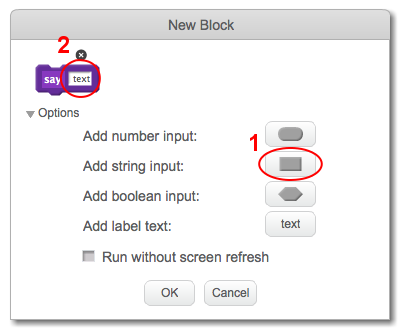 New Block
2
say text
Options
Add number input:
1
Add string input:
Add boolean input:
Add label text: text
Run without screen refresh
OK Cancel